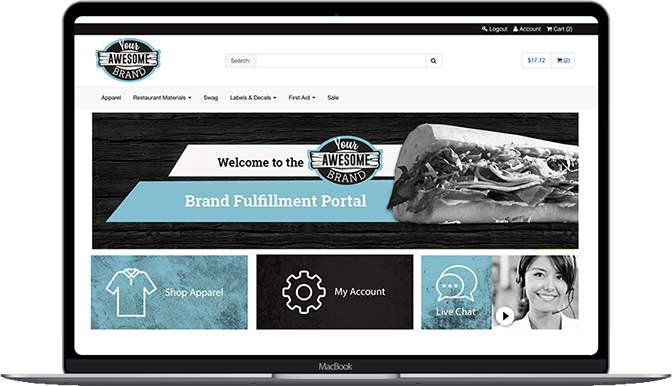 Logout Account Cart (2)
Your
AWESOME
BRAND
Search:
$17.72 (2)
Apparel Restaurant Materials Swag Labels & Decals First Aid Sale
Welcome to the
Your
AWESOME
BRAND
Brand Fulfillment Portal
Shop Apparel
My Account
Live Chat
MacBook